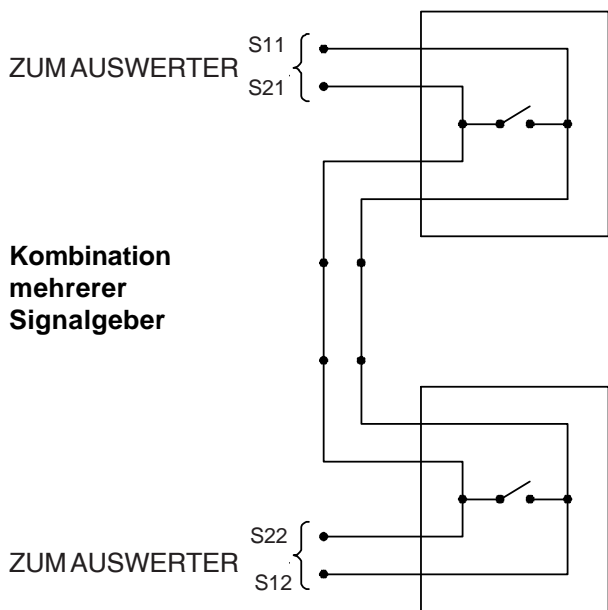 S11
ZUM AUSWERTER
S21
Kombination
mehrerer
Signalgeber
S22
ZUM AUSWERTER
S12